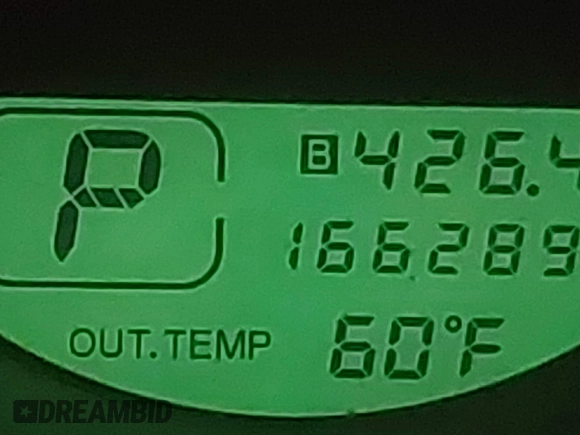 P
B 426.4
166289
OUT.TEMP 60°F
DREAMBID